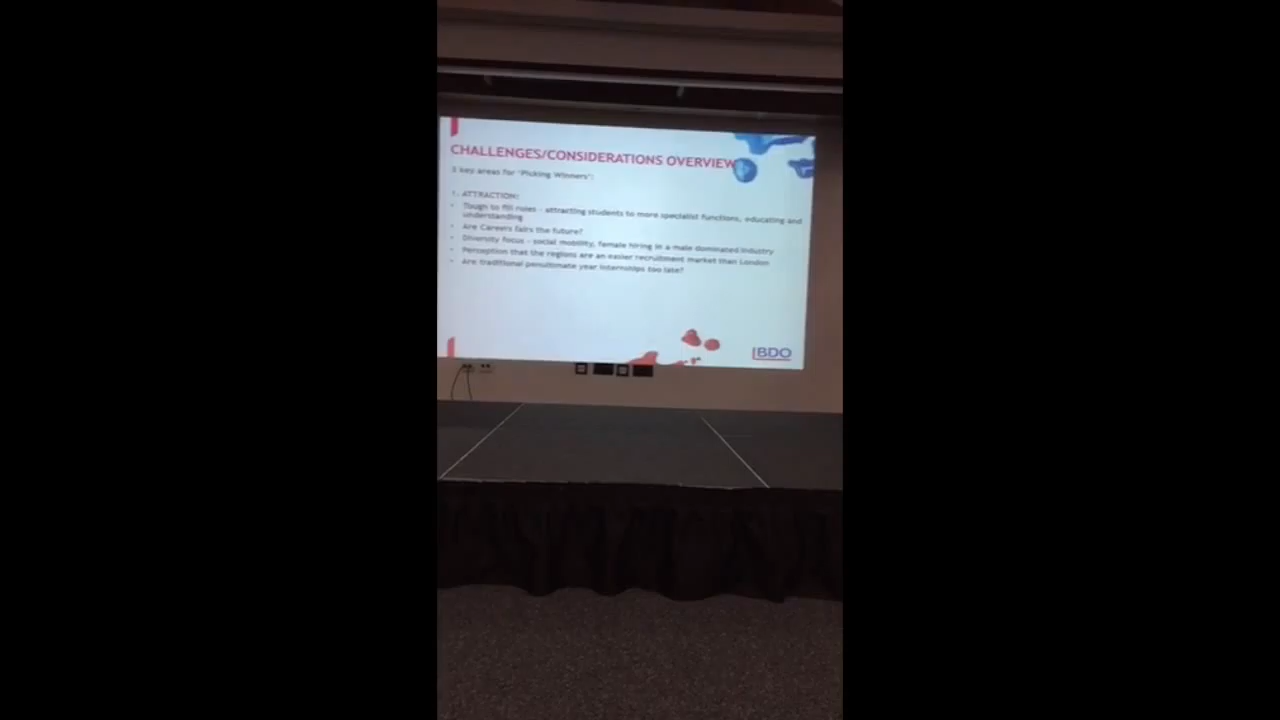 CHALLENGES/CONSIDERATIONS OVERVIEW
3 key areas for "Picking Winners":
1. ATTRACTION:
• Tough to fill roles - attracting students to more specialist functions, educating and
understanding
• Are Careers fairs the future?
• Diversity focus - social mobility, female hiring in a male dominated industry
• Perception that the regions are an easier recruitment market than London
• Are traditional penultimate year internships too late?
BDO